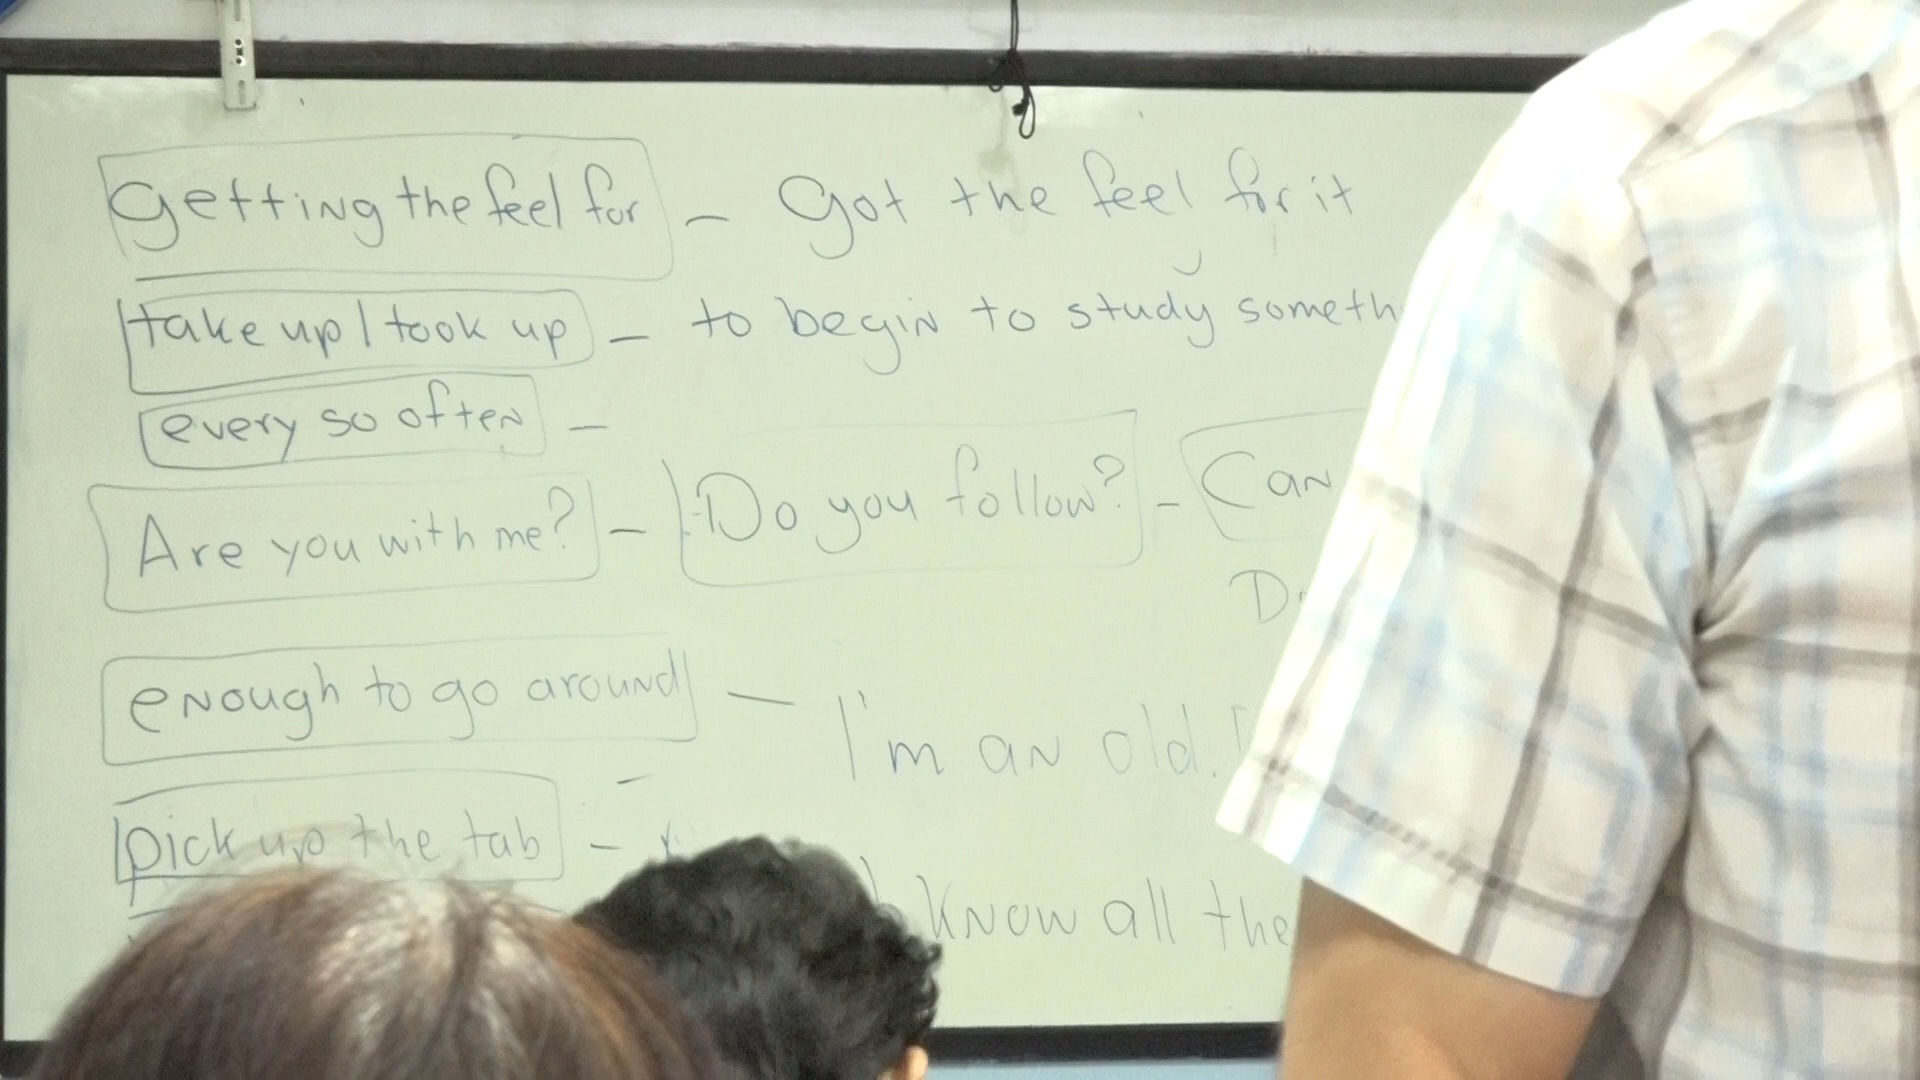 Getting the feel for - Got the feel for it
take up / took up - to begin to study someth
every so often -
Are you with me? - Do you follow? - Can
D
enough to go around -
I'm an old.
pick up the tab -
know all the